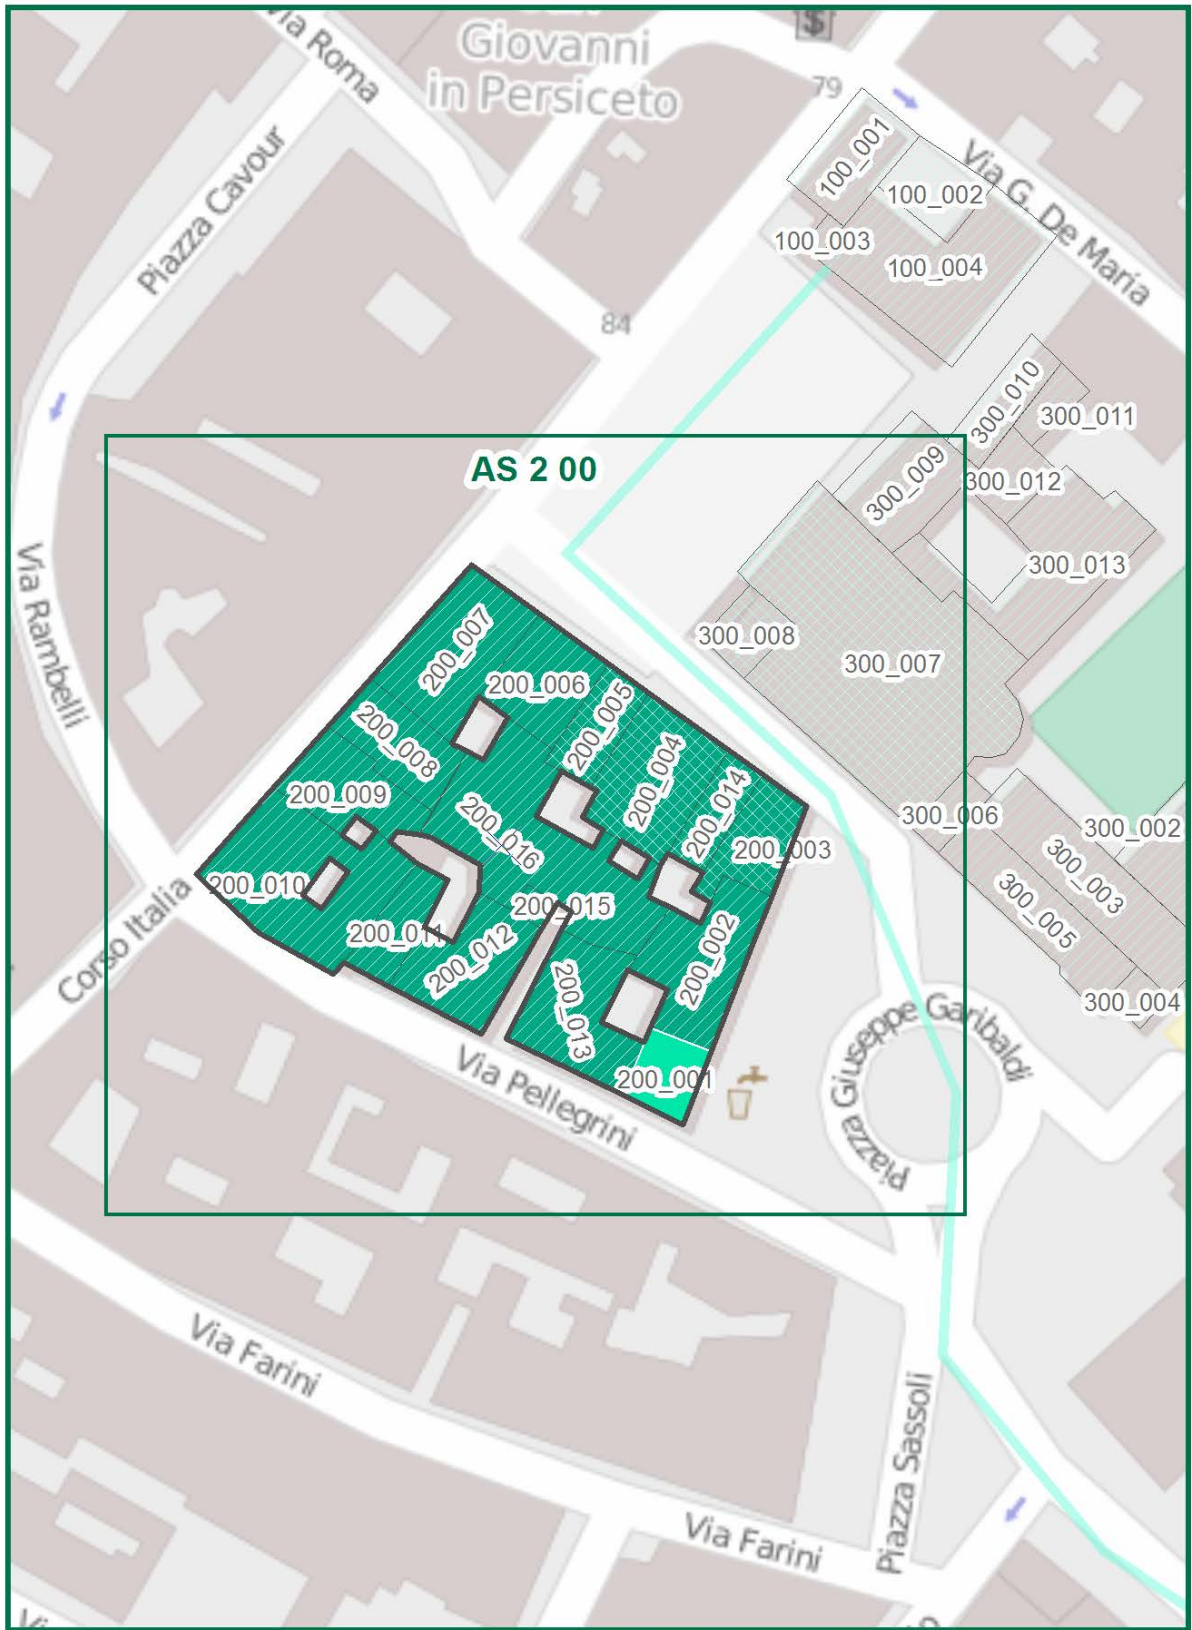 Via Roma
Giovanni
in Persiceto
79
Via G. De Maria
Piazza Cavour
100_001
100_002
100_003
100_004
84
300_010
300_011
AS 2 00
300_009
300_012
300_013
Via Rambelli
300_008
300_007
200_007
200_006
200_005
200_008
200_004
200_014
200_009
200_016
200_003
300_006
300_002
300_003
300_005
300_004
200_010
200_015
200_011
200_012
200_002
200_013
200_001
Corso Italia
Via Pellegrini
Piazza Giuseppe Garibaldi
Via Farini
Piazza Sassoli
Via Farini